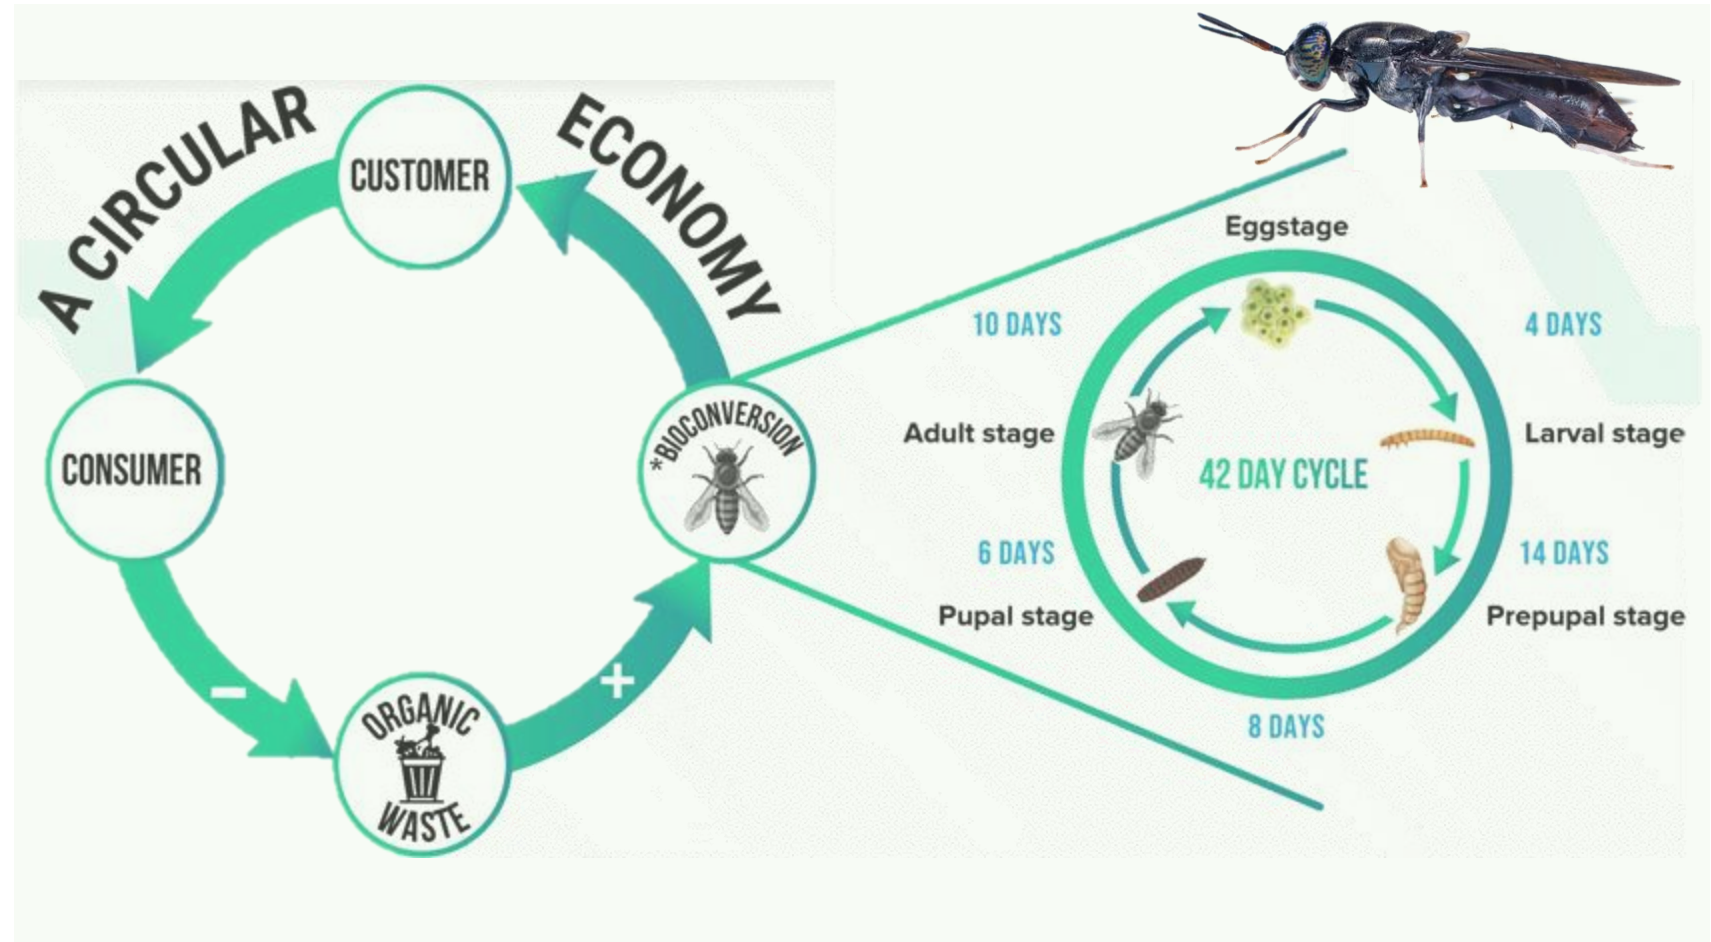 A CIRCULAR
ECONOMY
CUSTOMER
CONSUMER
*BIOCONVERSION
ORGANIC
WASTE
−
+
Eggstage
10 DAYS
4 DAYS
Adult stage
Larval stage
42 DAY CYCLE
6 DAYS
14 DAYS
Pupal stage
Prepupal stage
8 DAYS